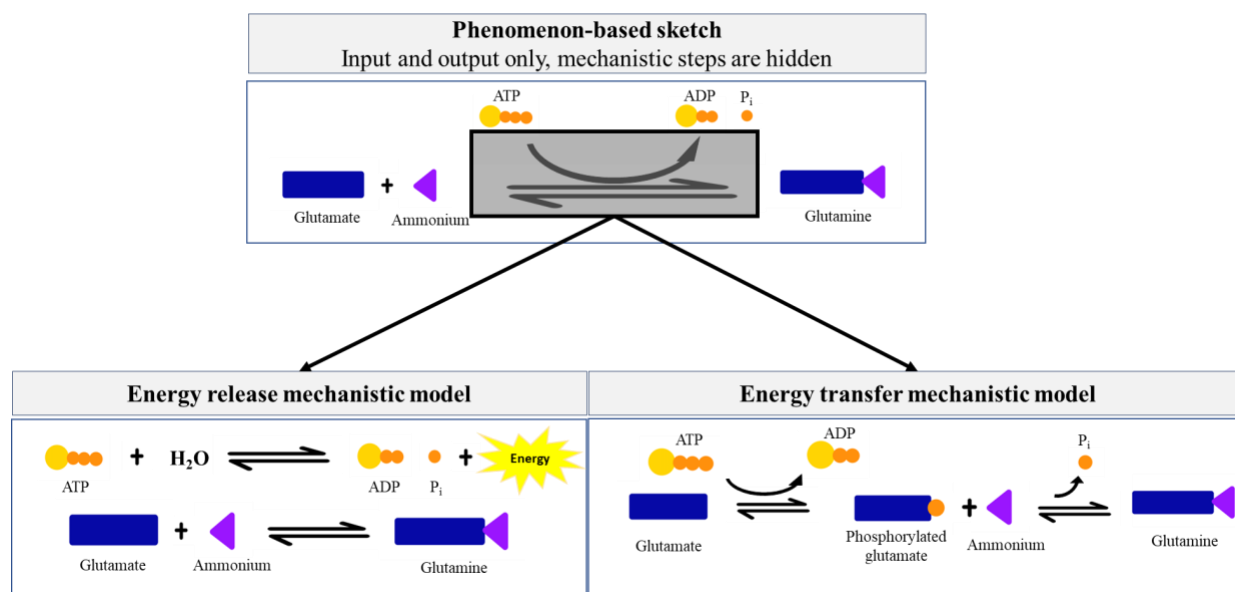 Phenomenon-based sketch
Input and output only, mechanistic steps are hidden
ATP
ADP
Pi
+
Glutamate
Ammonium
Glutamine
Energy release mechanistic model
+ H₂O
+ Energy
ATP
ADP
Pi
+
Glutamate
Ammonium
Glutamine
Energy transfer mechanistic model
ATP
ADP
Pi
+
Glutamate
Phosphorylated
glutamate
Ammonium
Glutamine